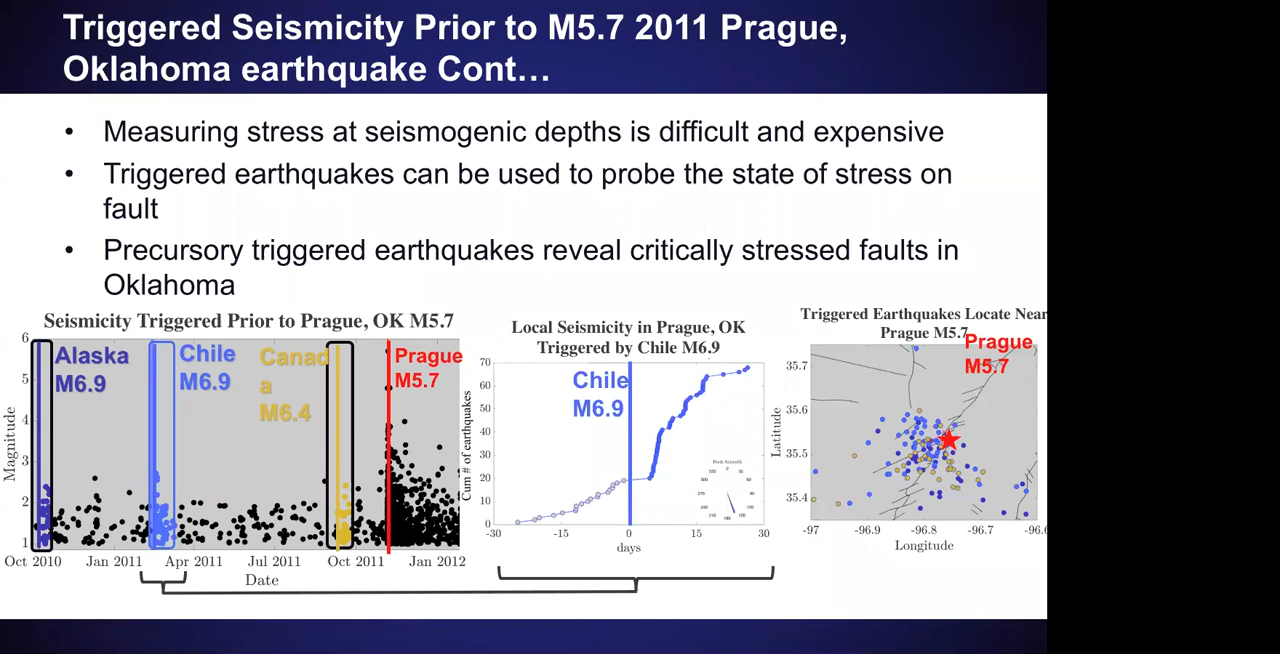 Triggered Seismicity Prior to M5.7 2011 Prague,
Oklahoma earthquake Cont…
• Measuring stress at seismogenic depths is difficult and expensive
• Triggered earthquakes can be used to probe the state of stress on
fault
• Precursory triggered earthquakes reveal critically stressed faults in
Oklahoma
Seismicity Triggered Prior to Prague, OK M5.7
Magnitude
6
5
4
3
2
1
Alaska
M6.9
Chile
M6.9
Canad
a
M6.4
Prague
M5.7
Oct 2010 Jan 2011 Apr 2011 Jul 2011 Oct 2011 Jan 2012
Date
Local Seismicity in Prague, OK
Triggered by Chile M6.9
Cum # of earthquakes
70
60
50
40
30
20
10
0
Chile
M6.9
-30 -15 0 15 30
days
Triggered Earthquakes Locate Near
Prague M5.7
Prague
M5.7
Latitude
35.7
35.6
35.5
35.4
-97 -96.9 -96.8 -96.7 -96.6
Longitude